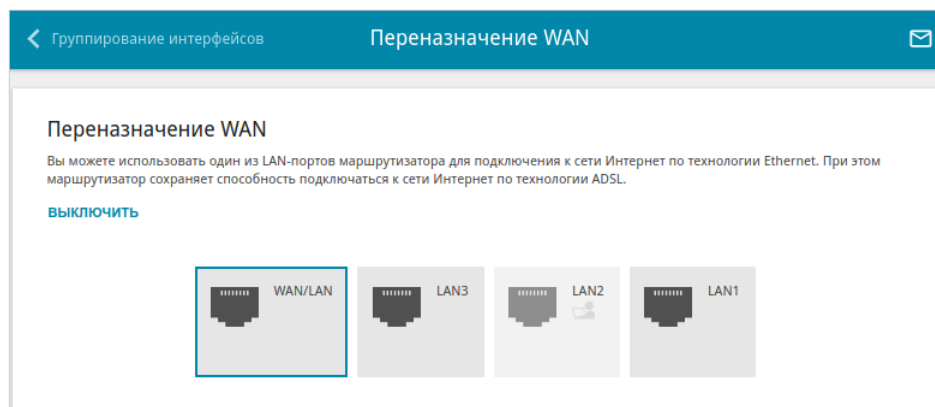 Группирование интерфейсов
Переназначение WAN
Переназначение WAN
Вы можете использовать один из LAN-портов маршрутизатора для подключения к сети Интернет по технологии Ethernet. При этом
маршрутизатор сохраняет способность подключаться к сети Интернет по технологии ADSL.
ВЫКЛЮЧИТЬ
WAN/LAN
LAN3
LAN2
LAN1